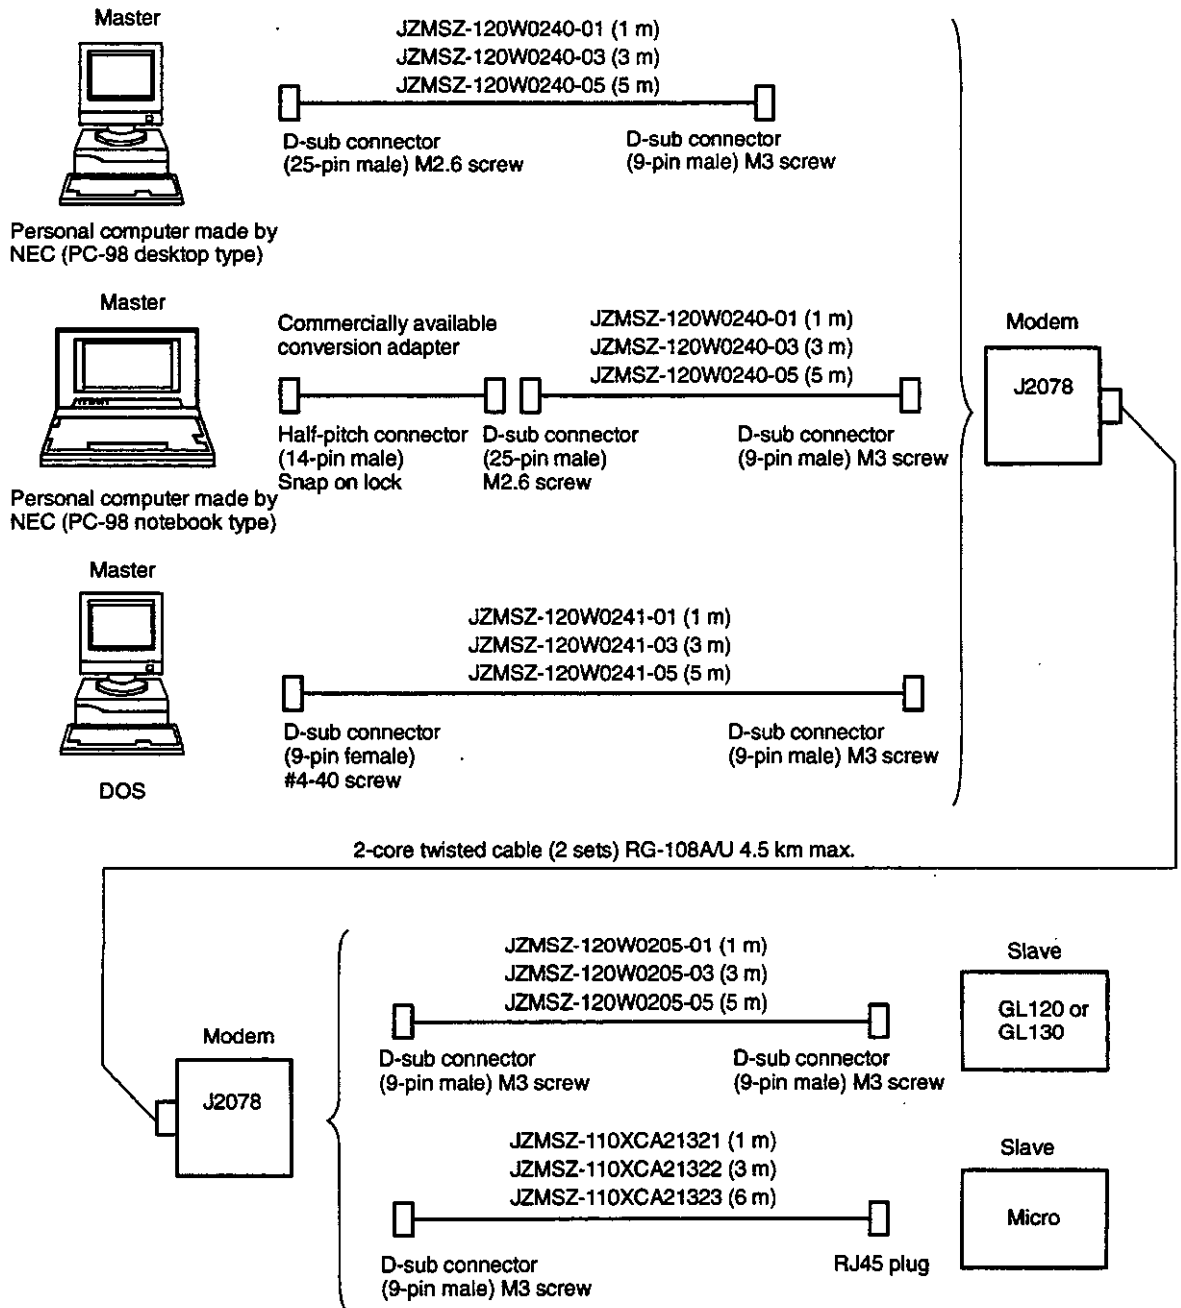 Master
JZMSZ-120W0240-01 (1 m)
JZMSZ-120W0240-03 (3 m)
JZMSZ-120W0240-05 (5 m)
D-sub connector
(25-pin male) M2.6 screw
D-sub connector
(9-pin male) M3 screw
Personal computer made by
NEC (PC-98 desktop type)
Master
Commercially available
conversion adapter
JZMSZ-120W0240-01 (1 m)
JZMSZ-120W0240-03 (3 m)
JZMSZ-120W0240-05 (5 m)
Half-pitch connector
(14-pin male)
Snap on lock
D-sub connector
(25-pin male)
M2.6 screw
D-sub connector
(9-pin male) M3 screw
Personal computer made by
NEC (PC-98 notebook type)
Modem
J2078
Master
JZMSZ-120W0241-01 (1 m)
JZMSZ-120W0241-03 (3 m)
JZMSZ-120W0241-05 (5 m)
D-sub connector
(9-pin female)
#4-40 screw
D-sub connector
(9-pin male) M3 screw
DOS
2-core twisted cable (2 sets) RG-108A/U 4.5 km max.
Modem
J2078
JZMSZ-120W0205-01 (1 m)
JZMSZ-120W0205-03 (3 m)
JZMSZ-120W0205-05 (5 m)
D-sub connector
(9-pin male) M3 screw
D-sub connector
(9-pin male) M3 screw
Slave
GL120 or
GL130
JZMSZ-110XCA21321 (1 m)
JZMSZ-110XCA21322 (3 m)
JZMSZ-110XCA21323 (6 m)
D-sub connector
(9-pin male) M3 screw
RJ45 plug
Slave
Micro